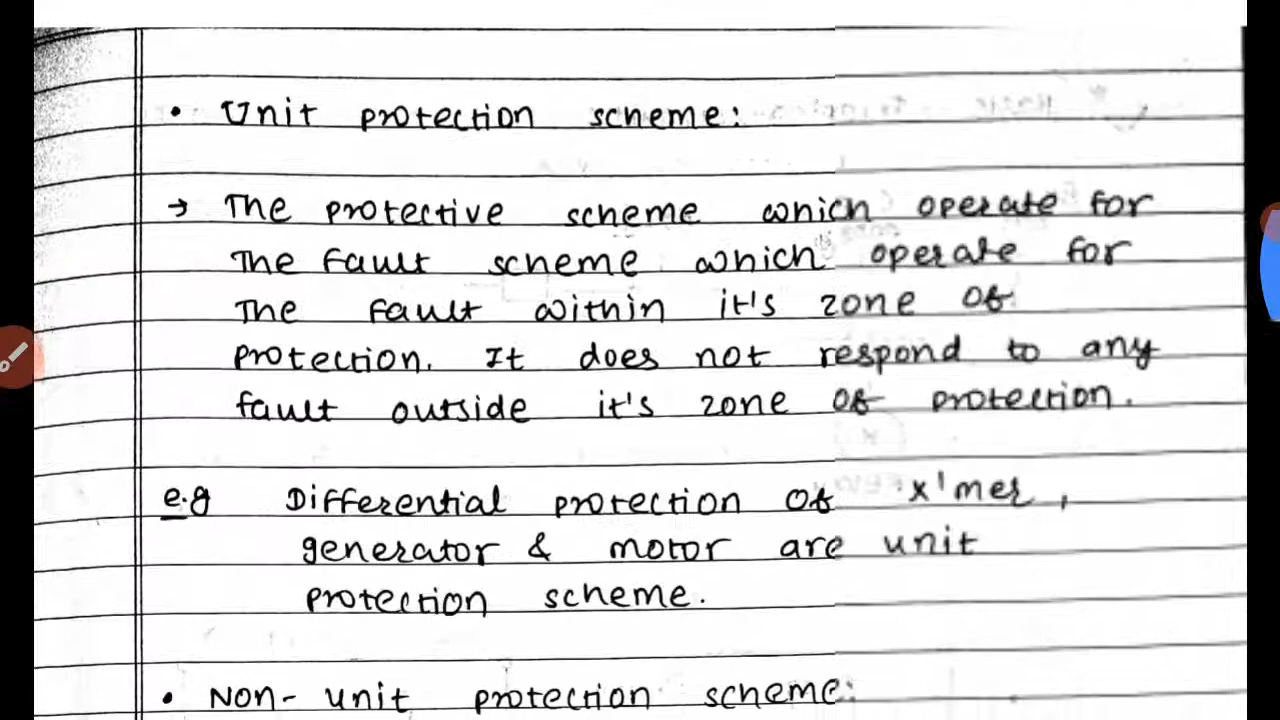 • Unit protection scheme:
→ The protective scheme which operate for
the fault scheme which operate for
the fault within it's zone of
protection. It does not respond to any
fault outside it's zone of protection.
e.g Differential protection of x'mer,
generator & motor are unit
protection scheme.
• Non-unit protection scheme: